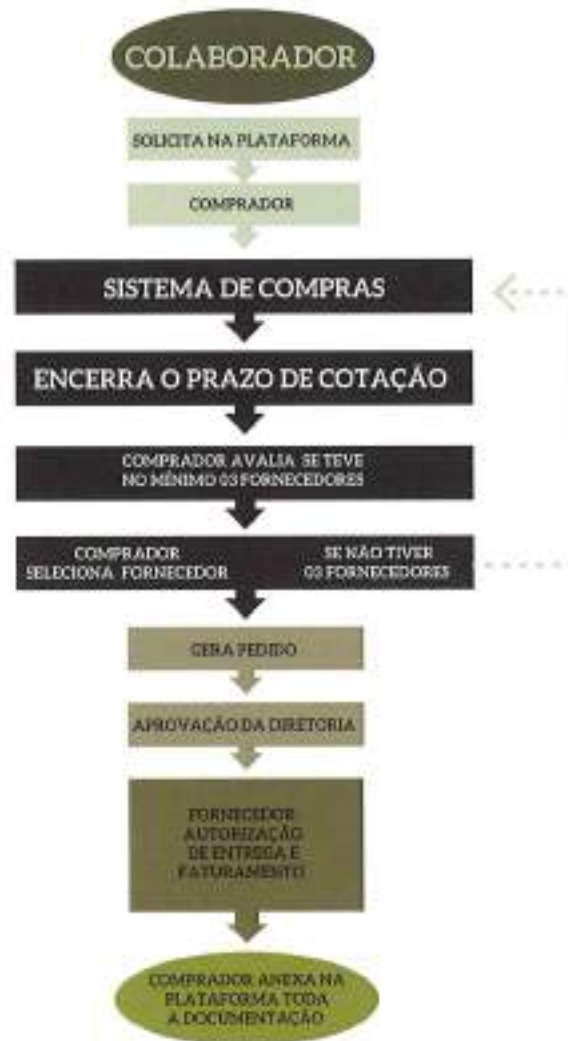 COLABORADOR
SOLICITA NA PLATAFORMA
COMPRADOR
SISTEMA DE COMPRAS
ENCERRA O PRAZO DE COTAÇÃO
COMPRADOR AVALIA SE TEVE
NO MÍNIMO 03 FORNECEDORES
COMPRADOR
SELECIONA FORNECEDOR
SE NÃO TIVER
03 FORNECEDORES
GERA PEDIDO
APROVAÇÃO DA DIRETORIA
FORNECEDOR:
AUTORIZAÇÃO
DE ENTREGA E
FATURAMENTO
COMPRADOR ANEXA NA
PLATAFORMA TODA
A DOCUMENTAÇÃO